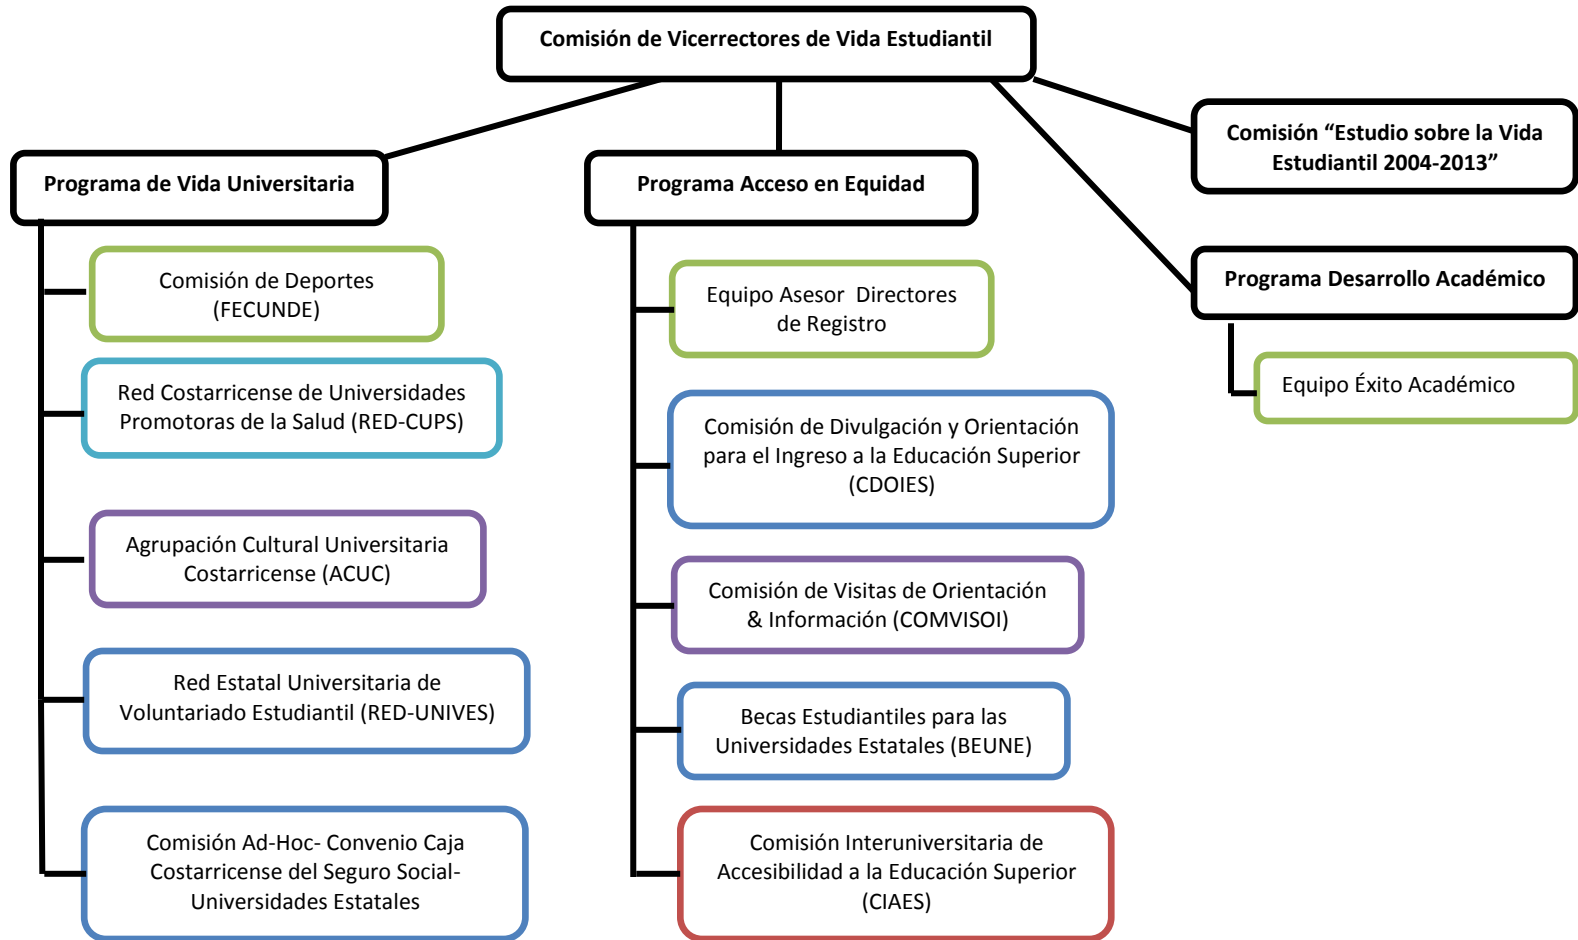 Comisión de Vicerrectores de Vida Estudiantil
Comisión “Estudio sobre la Vida
Estudiantil 2004-2013”
Programa de Vida Universitaria
Programa Acceso en Equidad
Programa Desarrollo Académico
Comisión de Deportes
(FECUNDE)
Red Costarricense de Universidades
Promotoras de la Salud (RED-CUPS)
Agrupación Cultural Universitaria
Costarricense (ACUC)
Red Estatal Universitaria de
Voluntariado Estudiantil (RED-UNIVES)
Comisión Ad-Hoc- Convenio Caja
Costarricense del Seguro Social-
Universidades Estatales
Equipo Asesor Directores
de Registro
Comisión de Divulgación y Orientación
para el Ingreso a la Educación Superior
(CDOIES)
Comisión de Visitas de Orientación
& Información (COMVISOI)
Becas Estudiantiles para las
Universidades Estatales (BEUNE)
Comisión Interuniversitaria de
Accesibilidad a la Educación Superior
(CIAES)
Equipo Éxito Académico